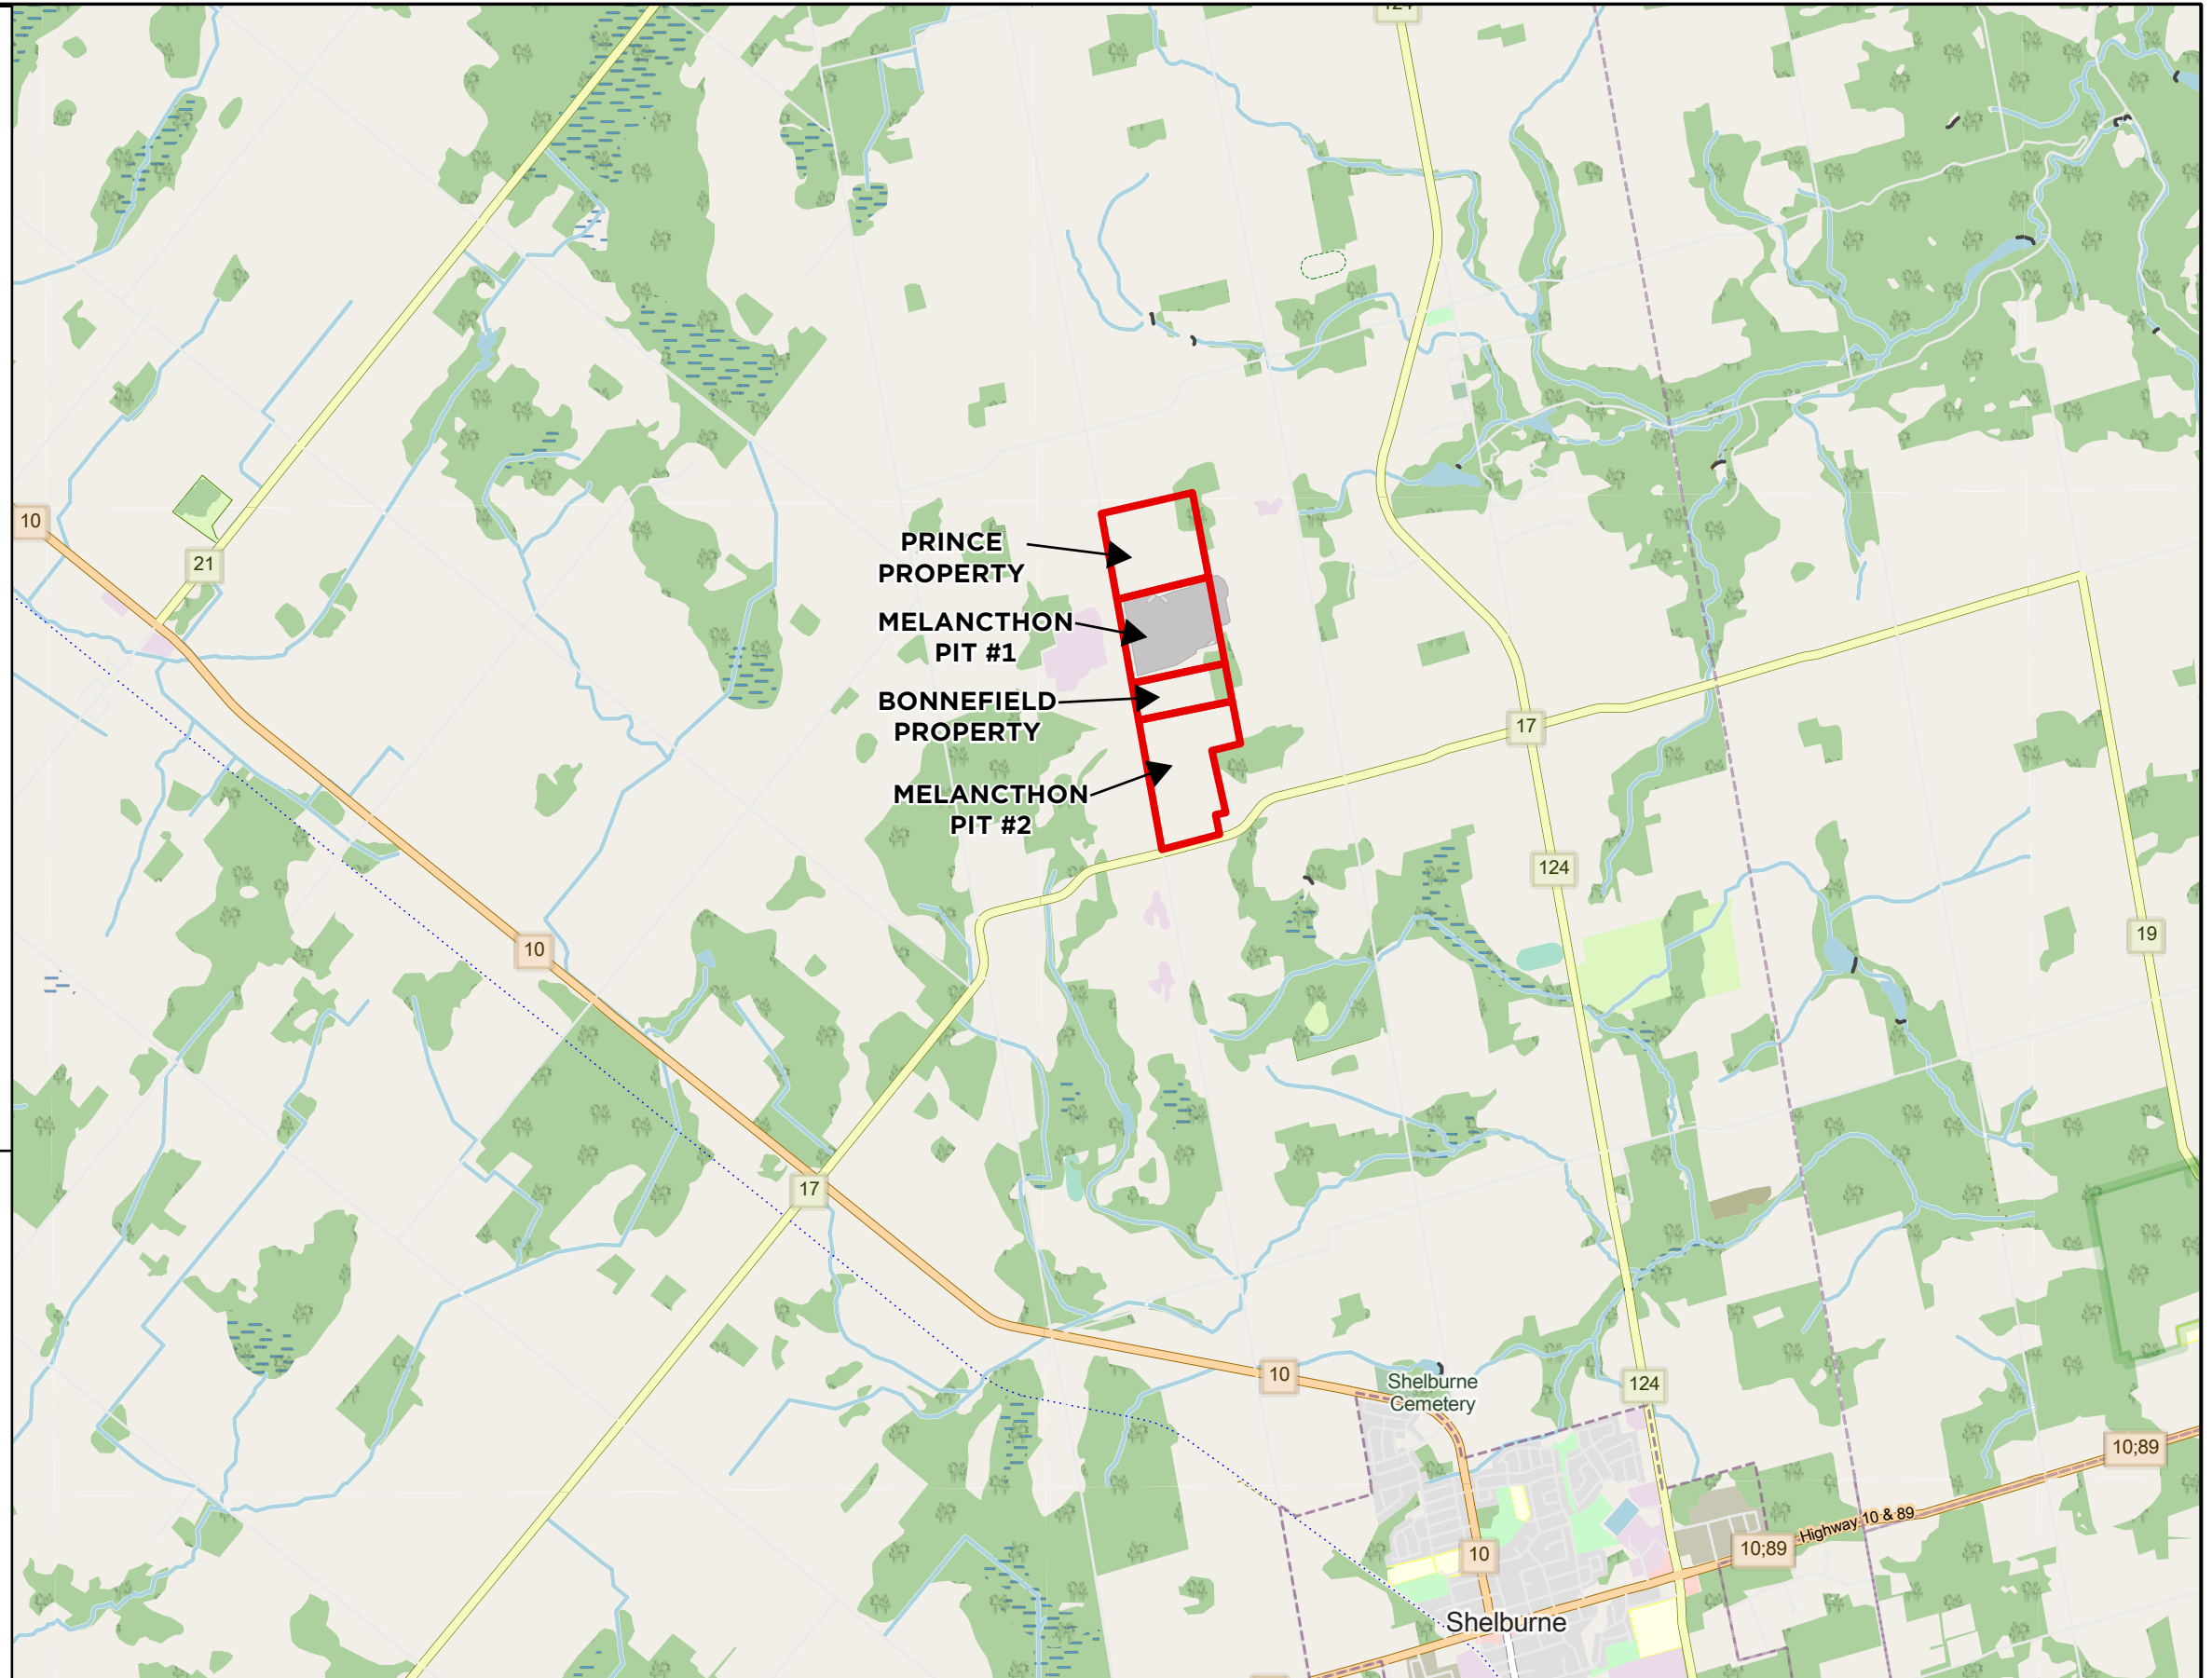 124
10
21
PRINCE
PROPERTY
MELANCTHON
PIT #1
BONNEFIELD
PROPERTY
MELANCTHON
PIT #2
17
124
19
10
17
10
Shelburne
Cemetery
124
10;89
Highway 10 & 89
10;89
10
Shelburne